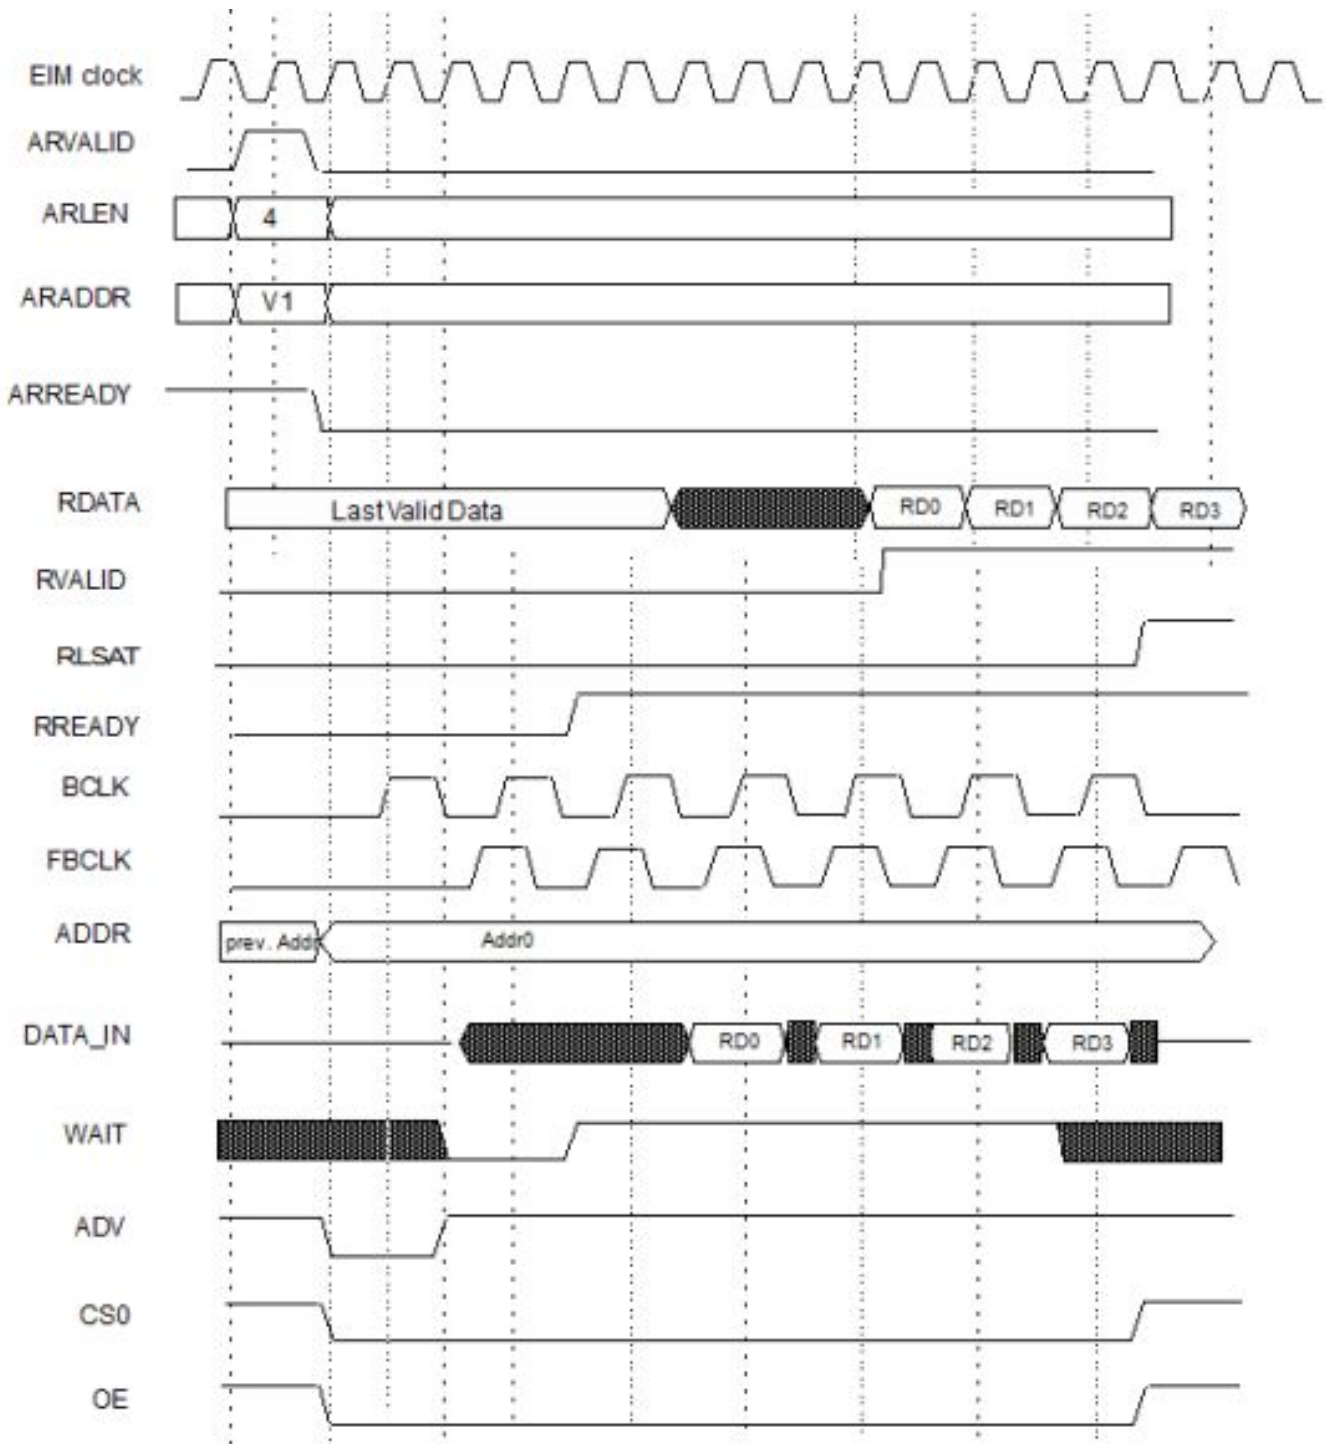 EIM clock
ARVALID
ARLEN
4
ARADDR
V1
ARREADY
RDATA
Last Valid Data
RD0
RD1
RD2
RD3
RVALID
RLSAT
RREADY
BCLK
FBCLK
ADDR
prev. Addr
Addr0
DATA_IN
RD0
RD1
RD2
RD3
WAIT
ADV
CS0
OE